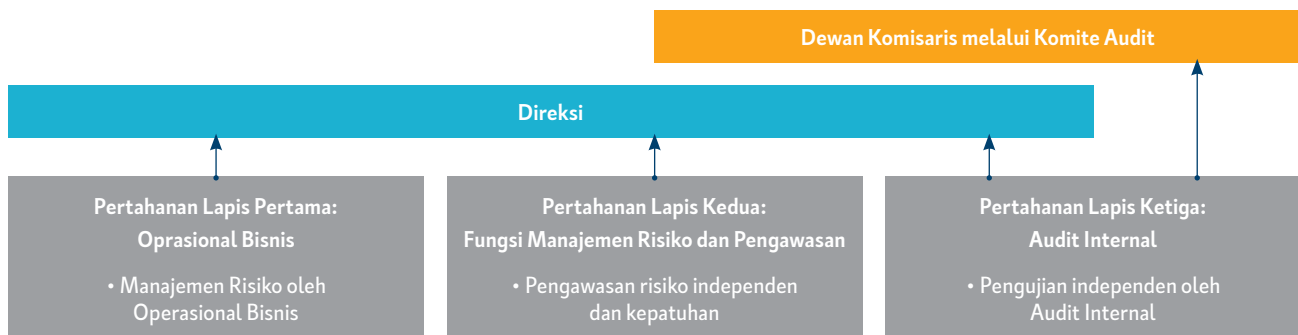 Dewan Komisaris melalui Komite Audit
Direksi
Pertahanan Lapis Pertama:
Oprasional Bisnis
• Manajemen Risiko oleh
Operasional Bisnis
Pertahanan Lapis Kedua:
Fungsi Manajemen Risiko dan Pengawasan
• Pengawasan risiko independen
dan kepatuhan
Pertahanan Lapis Ketiga:
Audit Internal
• Pengujian independen oleh
Audit Internal